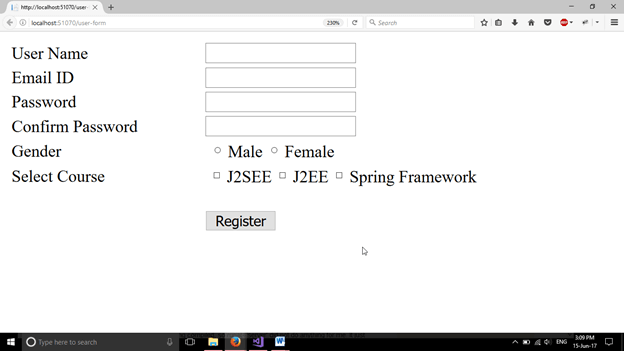 http://localhost:51070/user-
localhost:51070/user-form
230%
Search
User Name
Email ID
Password
Confirm Password
Gender Male Female
Select Course J2SEE J2EE Spring Framework
Register
Type here to search
ENG
3:09 PM
15-Jun-17